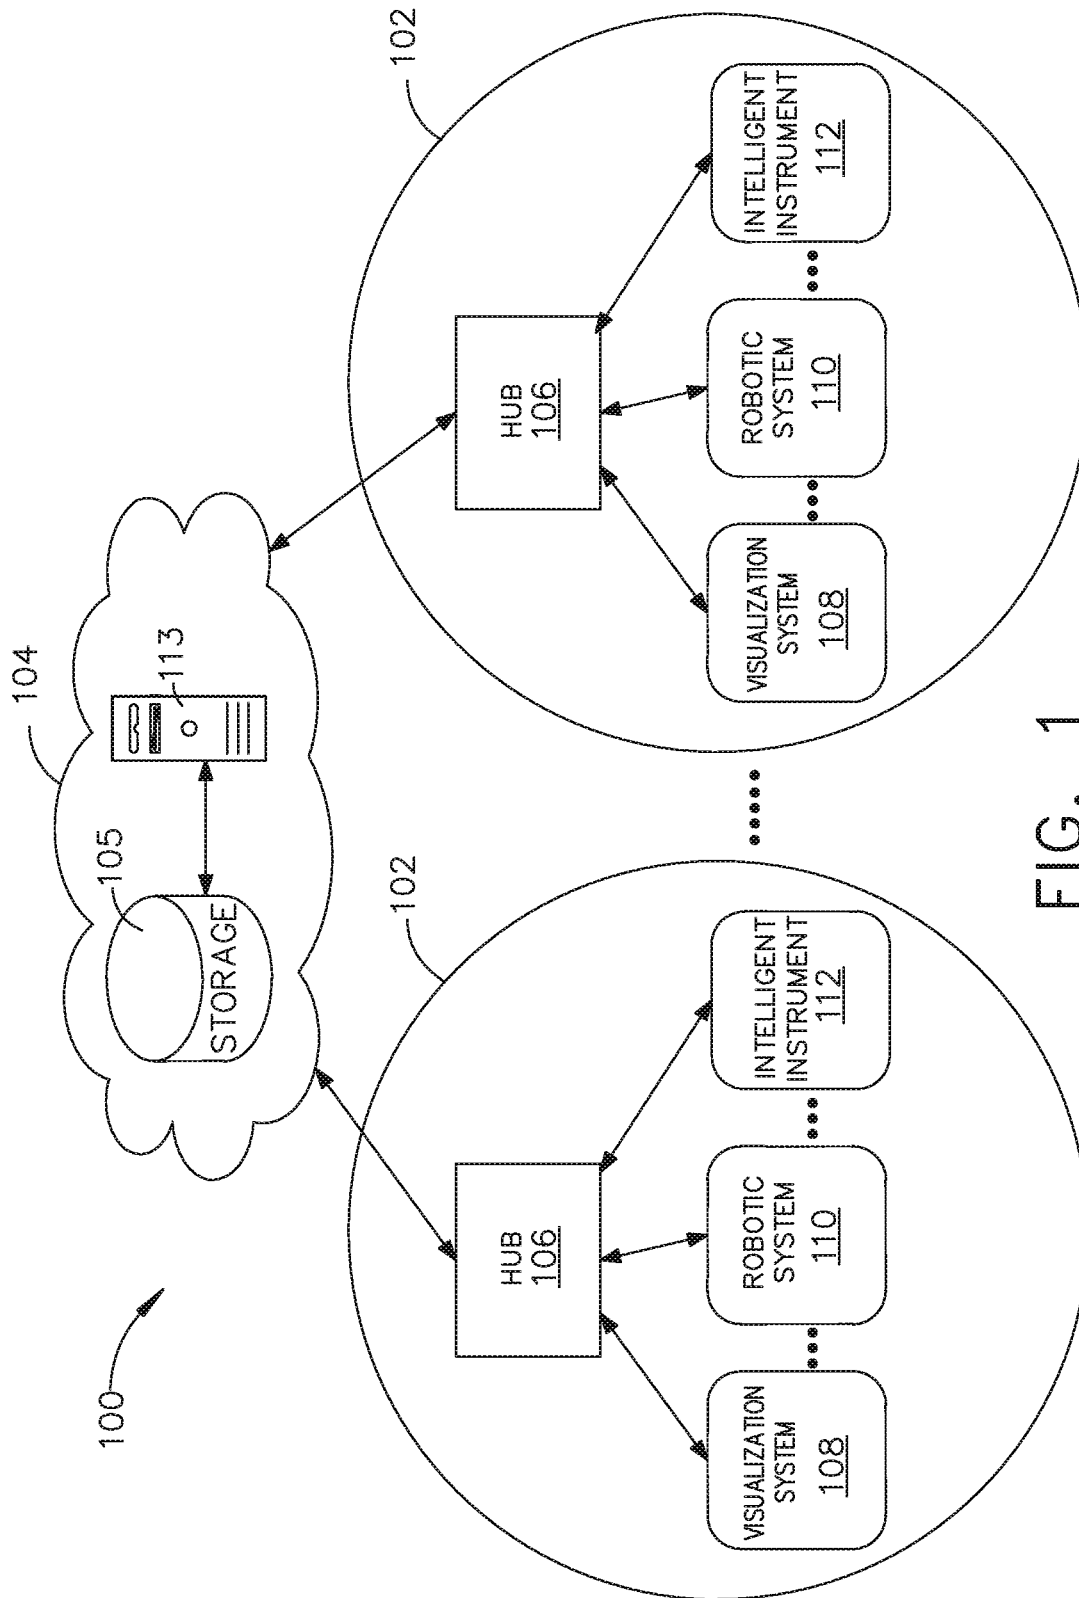 100
104
105
113
STORAGE
102
102
HUB
106
HUB
106
VISUALIZATION
SYSTEM
108
ROBOTIC
SYSTEM
110
INTELLIGENT
INSTRUMENT
112
VISUALIZATION
SYSTEM
108
ROBOTIC
SYSTEM
110
INTELLIGENT
INSTRUMENT
112
FIG. 1